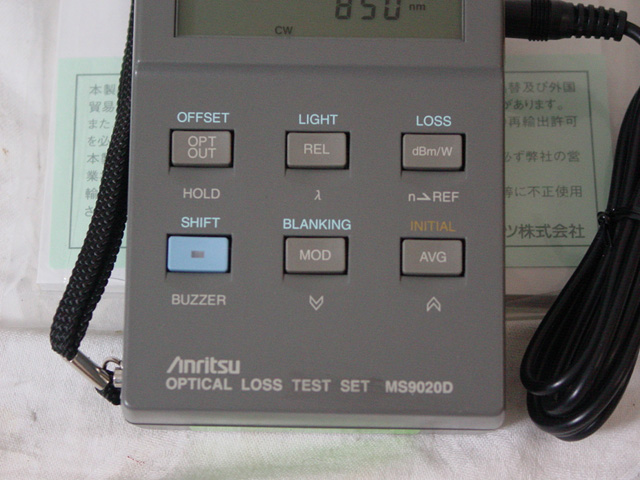 850 nm
CW
OFFSET LIGHT LOSS
OPT OUT REL dBm/W
HOLD λ n⇀REF
SHIFT BLANKING INITIAL
MOD AVG
BUZZER
Anritsu
OPTICAL LOSS TEST SET MS9020D
本製
貿易
また
を必
本
業
輸
さ
替及び外国
があります。
の再輸出許可
必ず弊社の営
等に不正使用
ツ株式会社